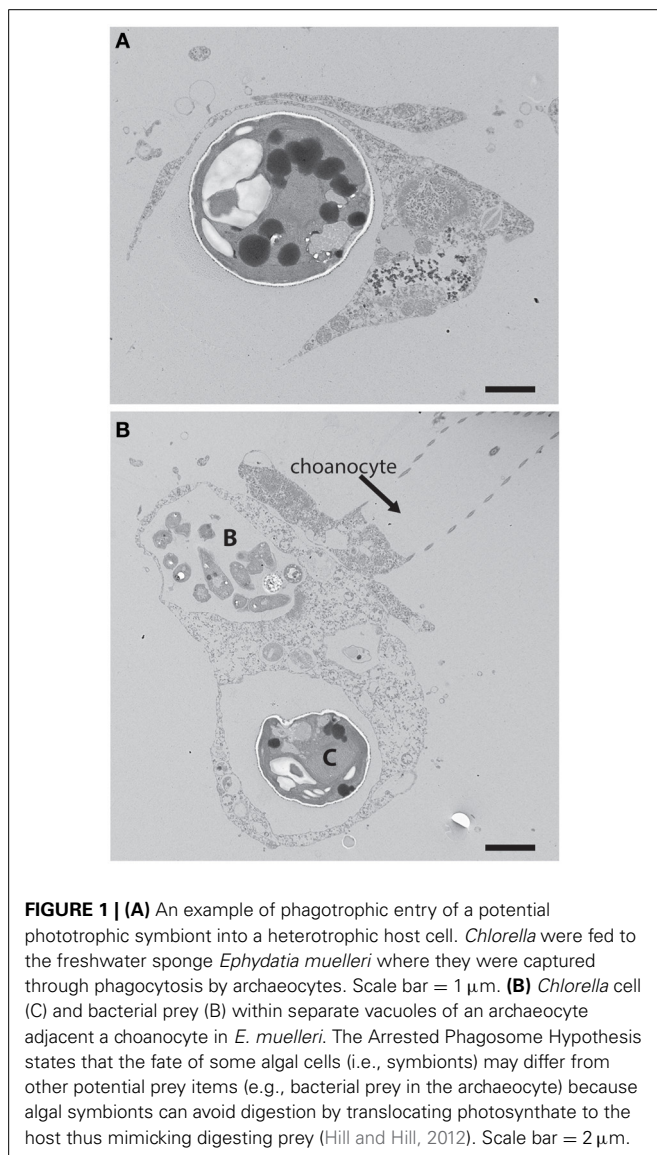 A
B
choanocyte
B
C
FIGURE 1 | (A) An example of phagotrophic entry of a potential
phototrophic symbiont into a heterotrophic host cell. Chlorella were fed to
the freshwater sponge Ephydatia muelleri where they were captured
through phagocytosis by archaeocytes. Scale bar = 1 μm. (B) Chlorella cell
(C) and bacterial prey (B) within separate vacuoles of an archaeocyte
adjacent a choanocyte in E. muelleri. The Arrested Phagosome Hypothesis
states that the fate of some algal cells (i.e., symbionts) may differ from
other potential prey items (e.g., bacterial prey in the archaeocyte) because
algal symbionts can avoid digestion by translocating photosynthate to the
host thus mimicking digesting prey (Hill and Hill, 2012). Scale bar = 2 μm.